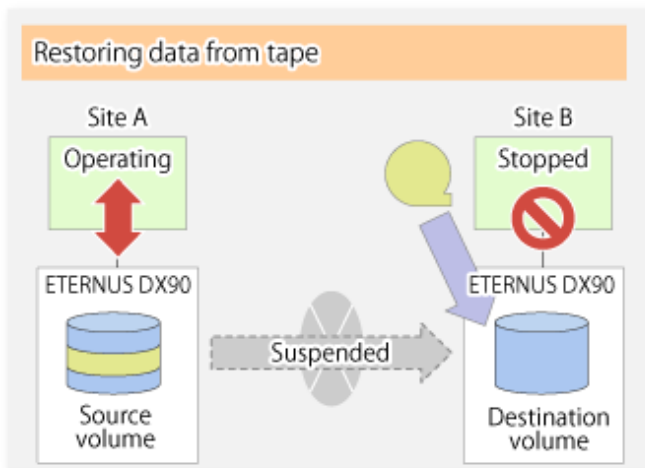 Restoring data from tape
Site A
Site B
Operating
Stopped
ETERNUS DX90
ETERNUS DX90
Suspended
Source
volume
Destination
volume